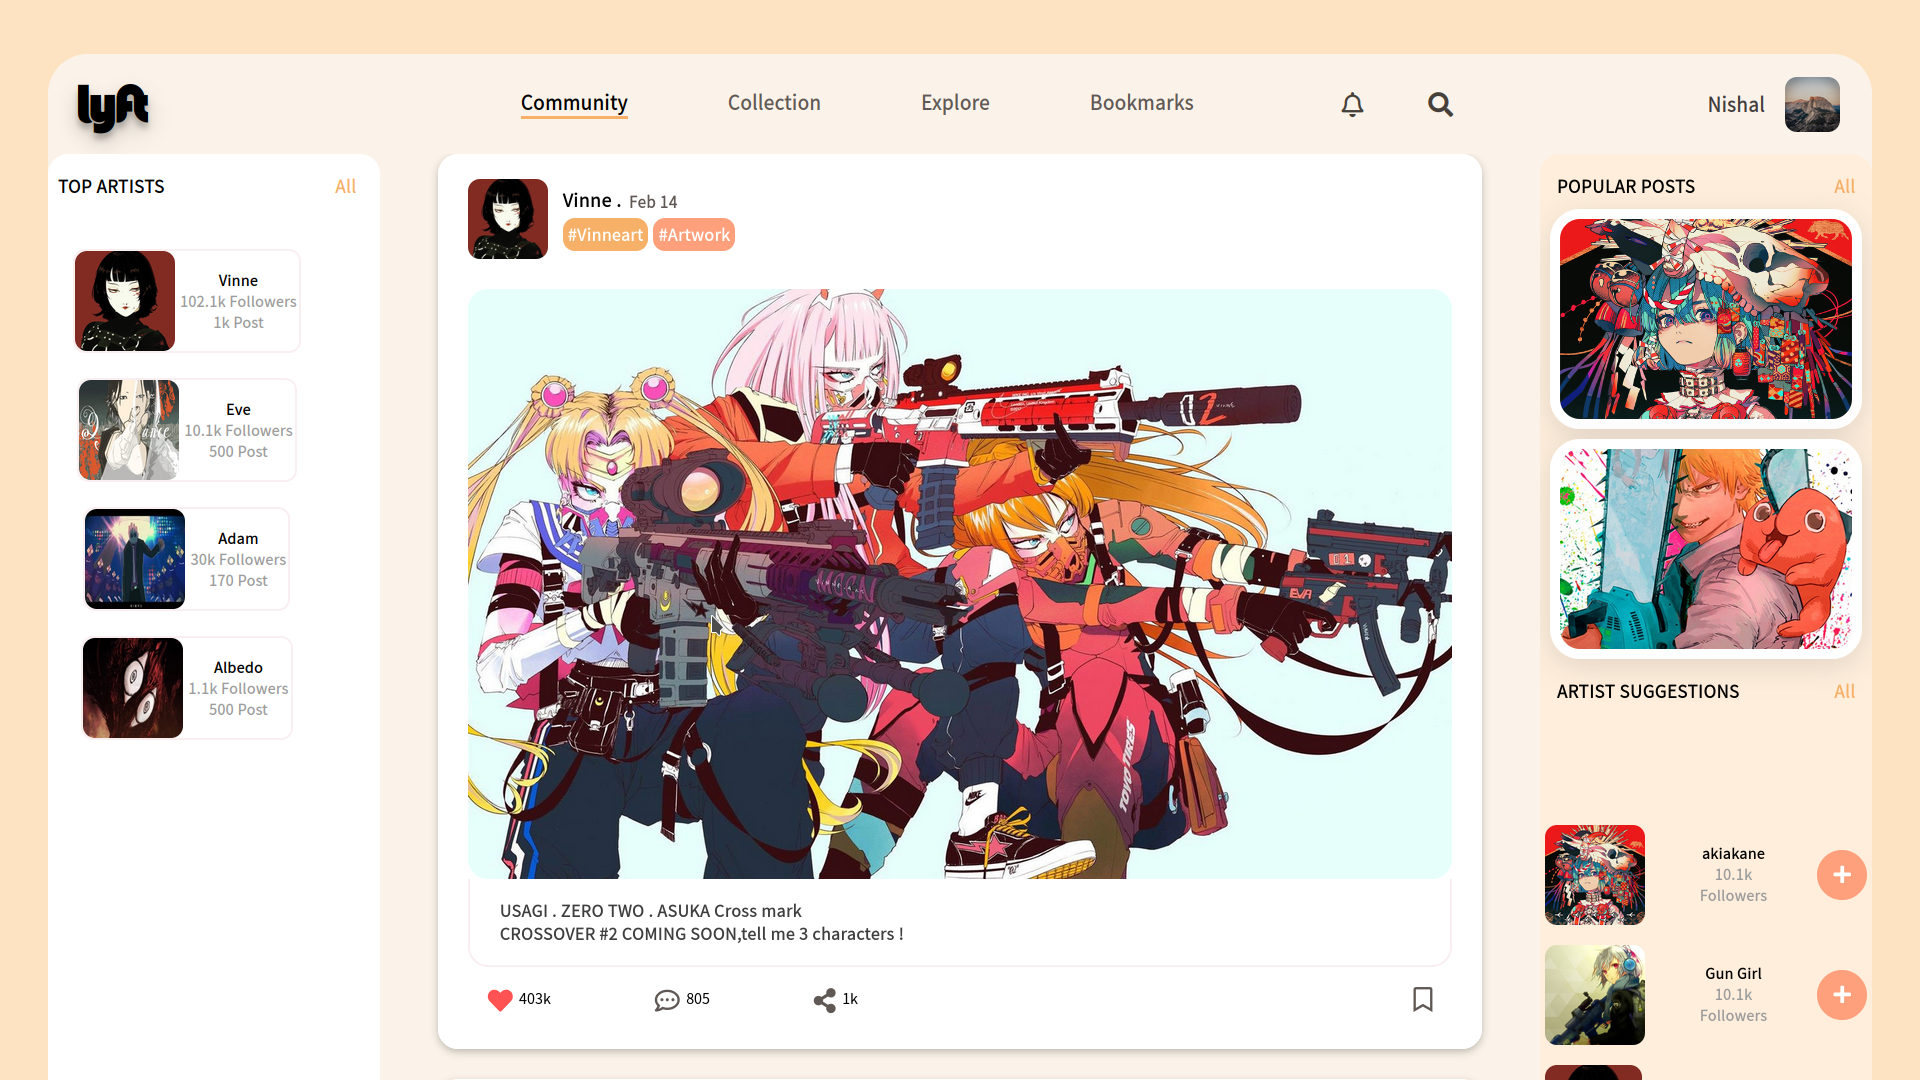 lyft
Community
Collection
Explore
Bookmarks
Nishal
TOP ARTISTS
All
Vinne
102.1k Followers
1k Post
Eve
10.1k Followers
500 Post
Adam
30k Followers
170 Post
Albedo
1.1k Followers
500 Post
Vinne . Feb 14
#Vinneart
#Artwork
EVA
TOYO TIRES
USAGI . ZERO TWO . ASUKA Cross mark
CROSSOVER #2 COMING SOON,tell me 3 characters !
403k
805
1k
POPULAR POSTS
All
ARTIST SUGGESTIONS
All
akiakane
10.1k
Followers
Gun Girl
10.1k
Followers